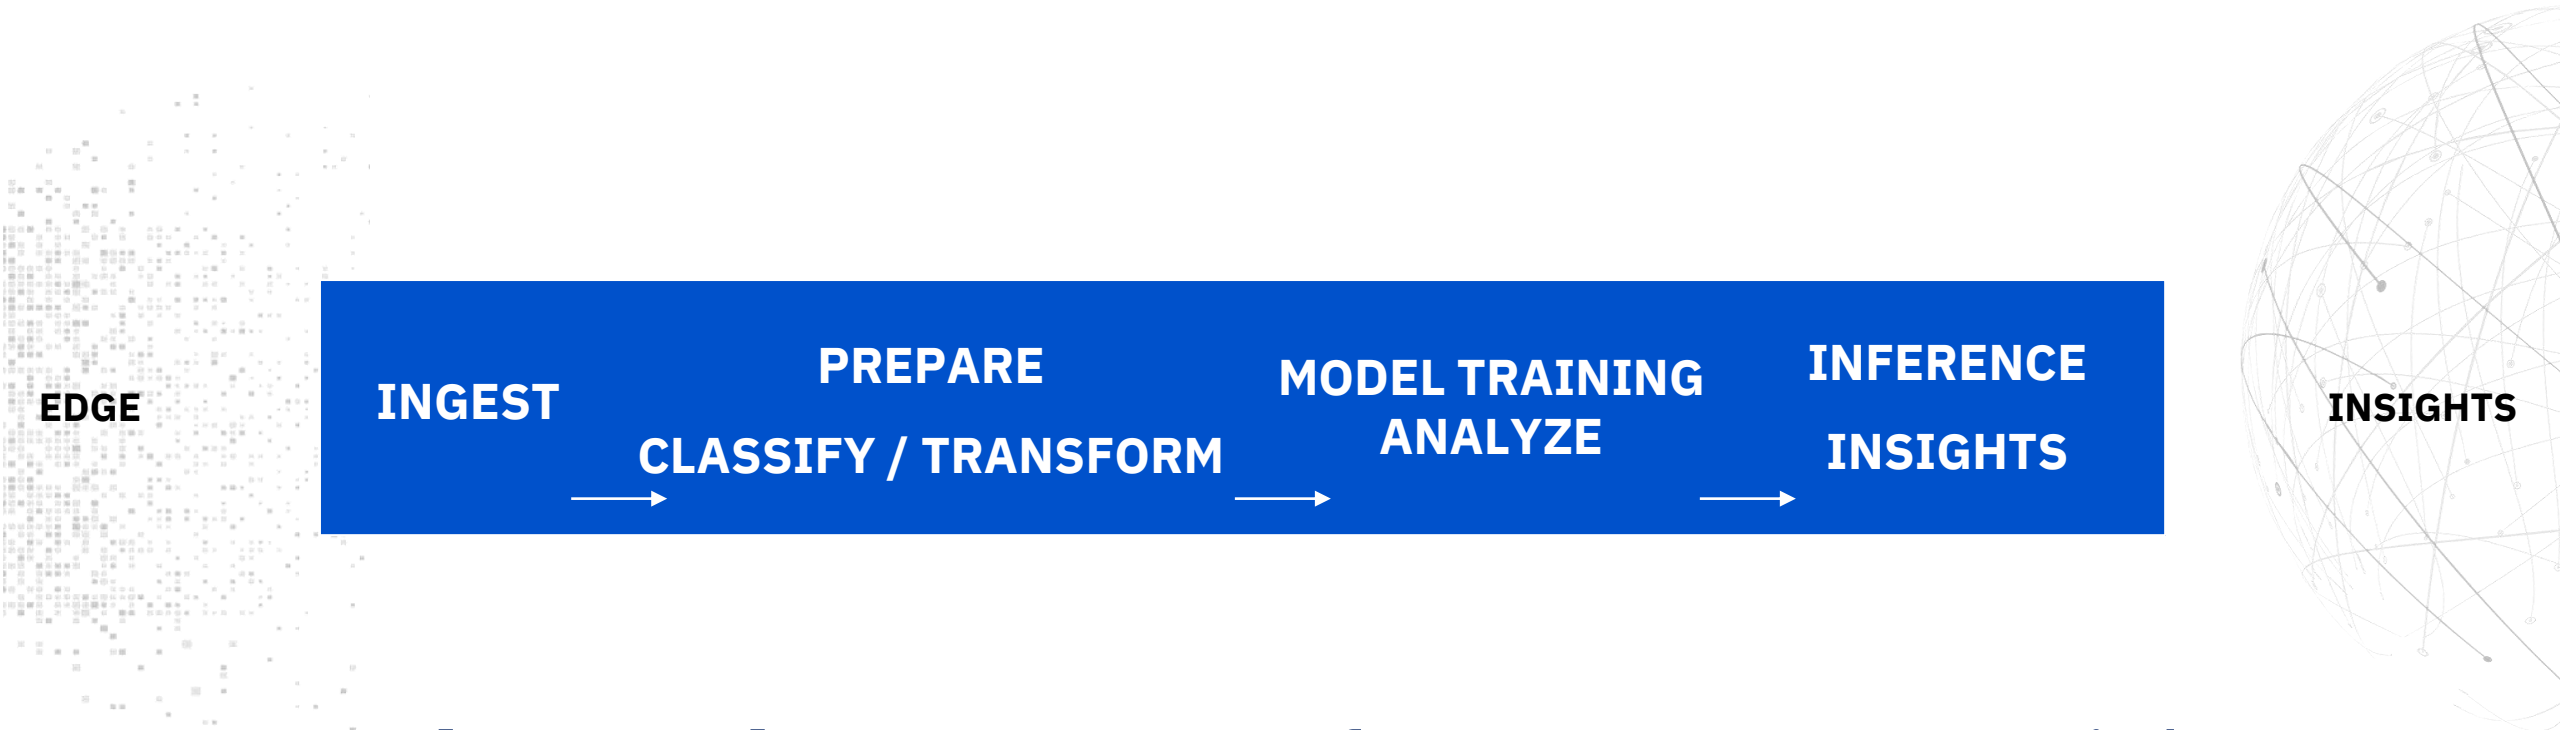 EDGE
INGEST
PREPARE
CLASSIFY / TRANSFORM
MODEL TRAINING
ANALYZE
INFERENCE
INSIGHTS
INSIGHTS